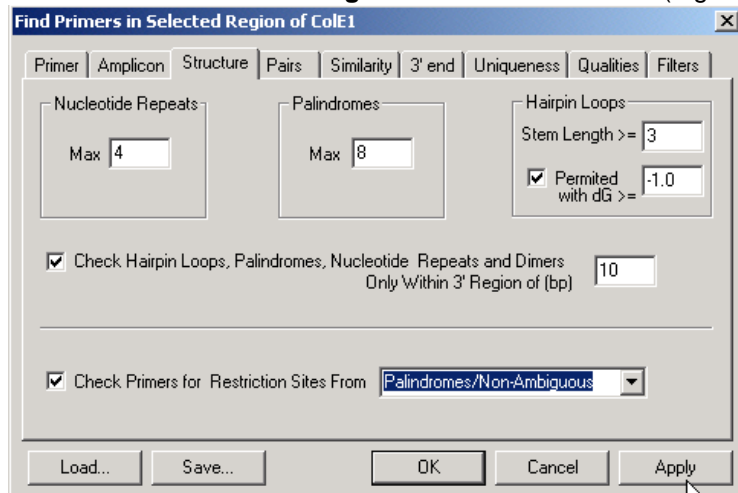 Find Primers in Selected Region of ColE1
Primer Amplicon Structure Pairs Similarity 3' end Uniqueness Qualities Filters
Nucleotide Repeats
Max 4
Palindromes
Max 8
Hairpin Loops
Stem Length >= 3
Permited
with dG >= -1.0
Check Hairpin Loops, Palindromes, Nucleotide Repeats and Dimers
Only Within 3' Region of (bp) 10
Check Primers for Restriction Sites From Palindromes/Non-Ambiguous
Load... Save... OK Cancel Apply